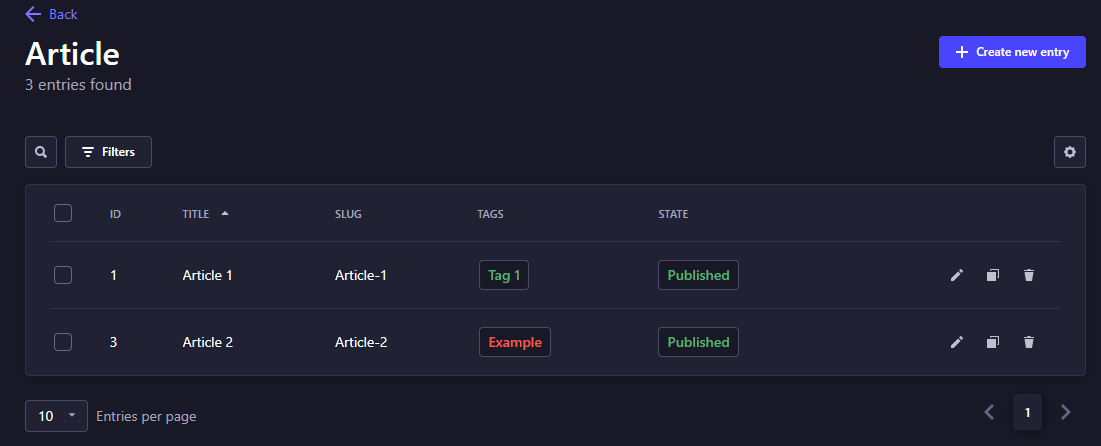 Back
Article
Create new entry
3 entries found
Filters
ID TITLE SLUG TAGS STATE
1 Article 1 Article-1 Tag 1 Published
3 Article 2 Article-2 Example Published
10 Entries per page 1